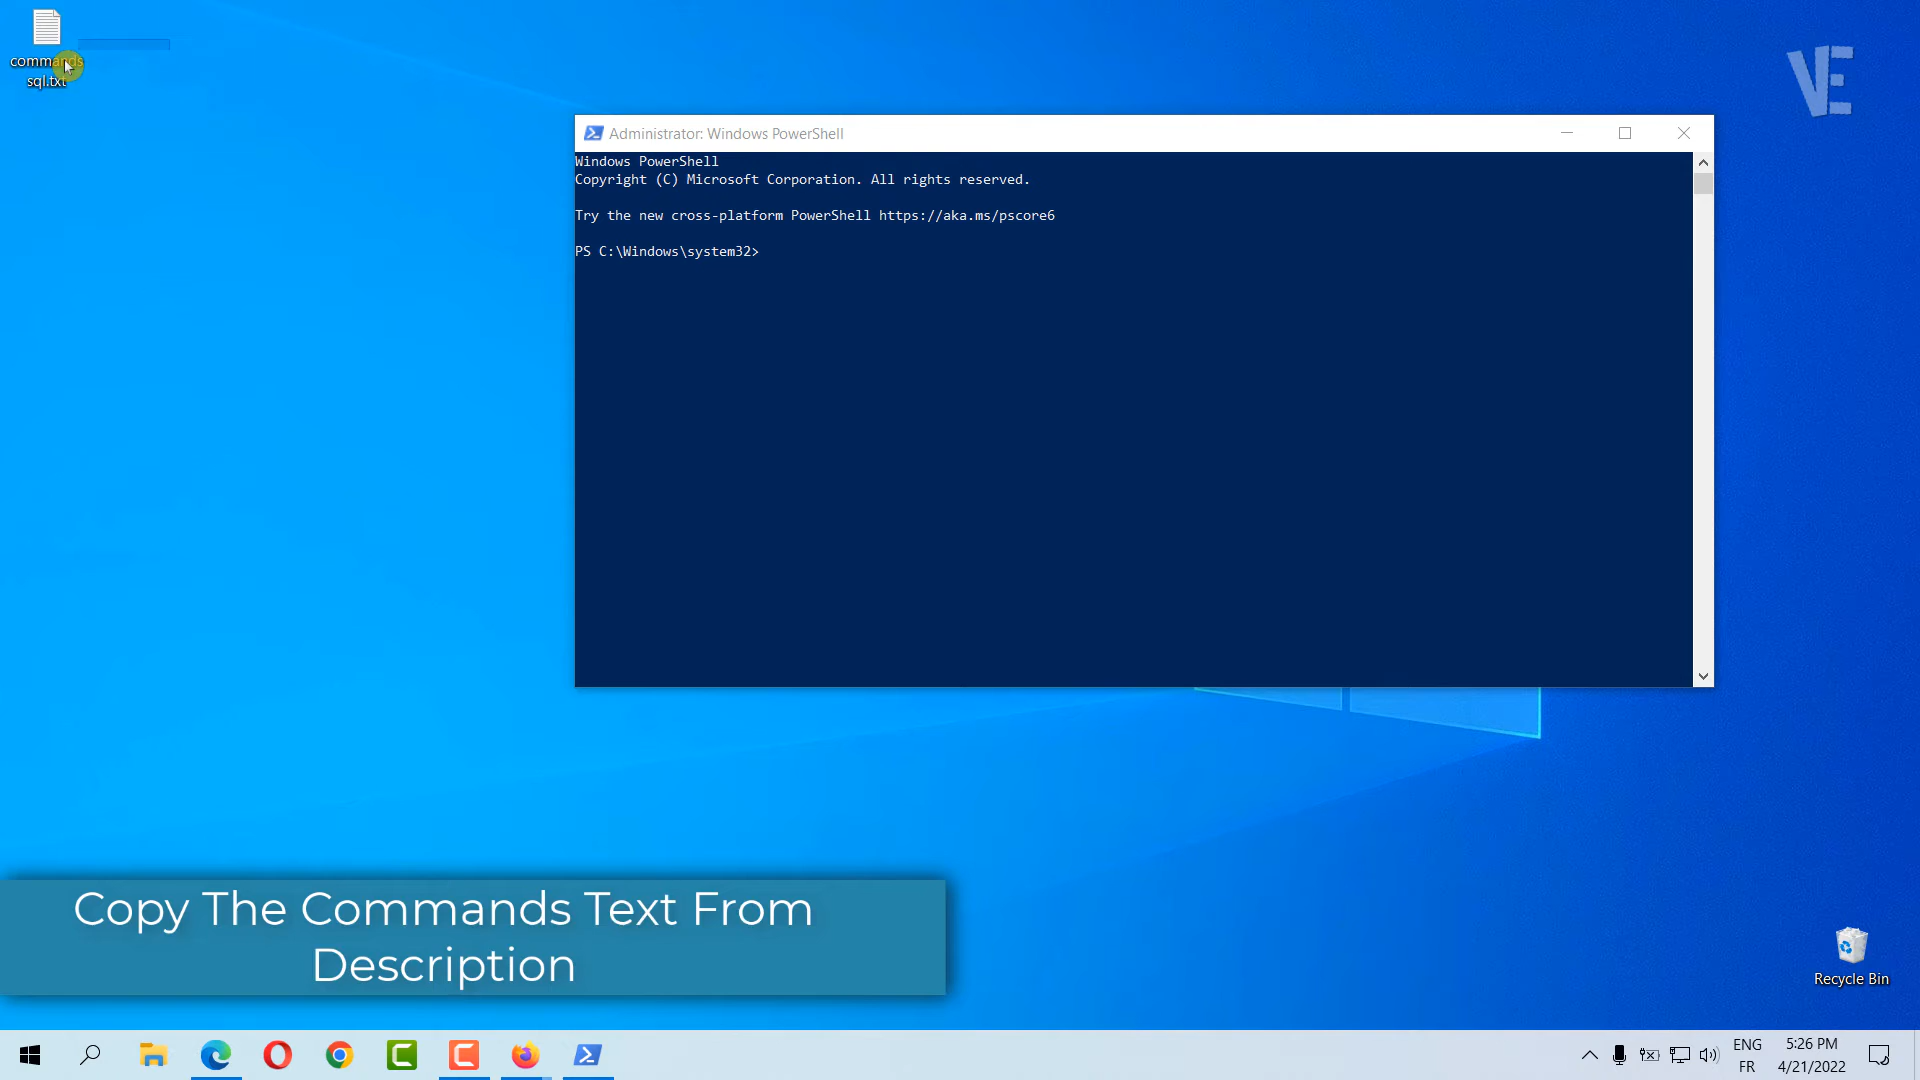 commands
sql.txt
VE
Administrator: Windows PowerShell
Windows PowerShell
Copyright (C) Microsoft Corporation. All rights reserved.
Try the new cross-platform PowerShell https://aka.ms/pscore6
PS C:\Windows\system32>
Copy The Commands Text From
Description
Recycle Bin
ENG
FR
5:26 PM
4/21/2022